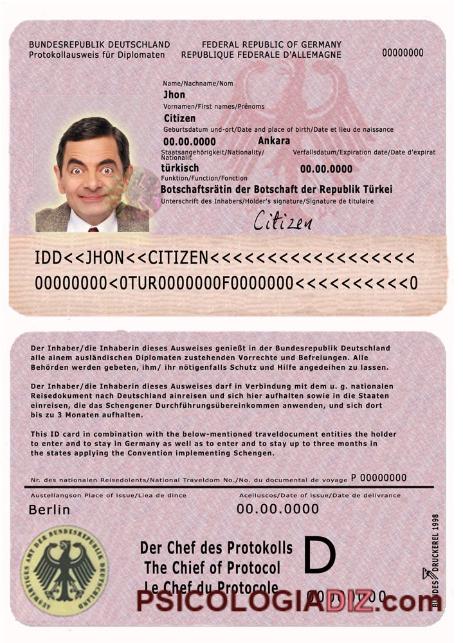 BUNDESREPUBLIK DEUTSCHLAND FEDERAL REPUBLIC OF GERMANY
Protokollausweis für Diplomaten REPUBLIQUE FEDERALE D'ALLEMAGNE 00000000
Name/Nachname/Nom
Jhon
Vornamen/First names/Prénoms
Citizen
Geburtsdatum und-ort/Date and place of birth/Date et lieu de naissance
00.00.0000 Ankara
Staatsangehörigkeit/Nationality/ Verfallsdatum/Expiration date/Date d'expirat
Nationalit
türkisch 00.00.0000
Funktion/Function/Fonction
Botschaftsrätin der Botschaft der Republik Türkei
Unterschrift des Inhabers/Holder's signature/Signature de titulaire
Citizen
IDD<<JHON<<CITIZEN<<<<<<<<<<<<<<<<<<
00000000<0TUR0000000F0000000<<<<<<<<<<0
Der Inhaber/die Inhaberin dieses Ausweises genießt in der Bundesrepublik Deutschland
alle einem ausländischen Diplomaten zustehenden Vorrechte und Befreiungen. Alle
Behörden werden gebeten, ihm/ ihr nötigenfalls Schutz und Hilfe angedeihen zu lassen.
Der Inhaber/die Inhaberin dieses Ausweises darf in Verbindung mit dem u. g. nationalen
Reisedokument nach Deutschland einreisen und sich hier aufhalten sowie in die Staaten
einreisen, die das Schengener Durchführungsübereinkommen anwenden, und sich dort
bis zu 3 Monaten aufhalten.
This ID card in combination with the below-mentioned traveldocument entities the holder
to enter and to stay in Germany as well as to enter and to stay up to three months in
the states applying the Convention implementing Schengen.
Nr. des nationalen Reisedolents/National Traveldom No./No. du documental de voyage P 00000000
Austellangson Place of Issue/Liea de dince Acelluscos/Date of Issue/Date de délivrance
Berlin 00.00.0000
AUSWÄRTIGES AMT DER BUNDESREPUBLIK DEUTSCHLAND
Der Chef des Protokolls D
The Chief of Protocol
Le Chef du Protocole
PSICOLOGIADIZ.com
BUNDESDRUCKEREI 1998